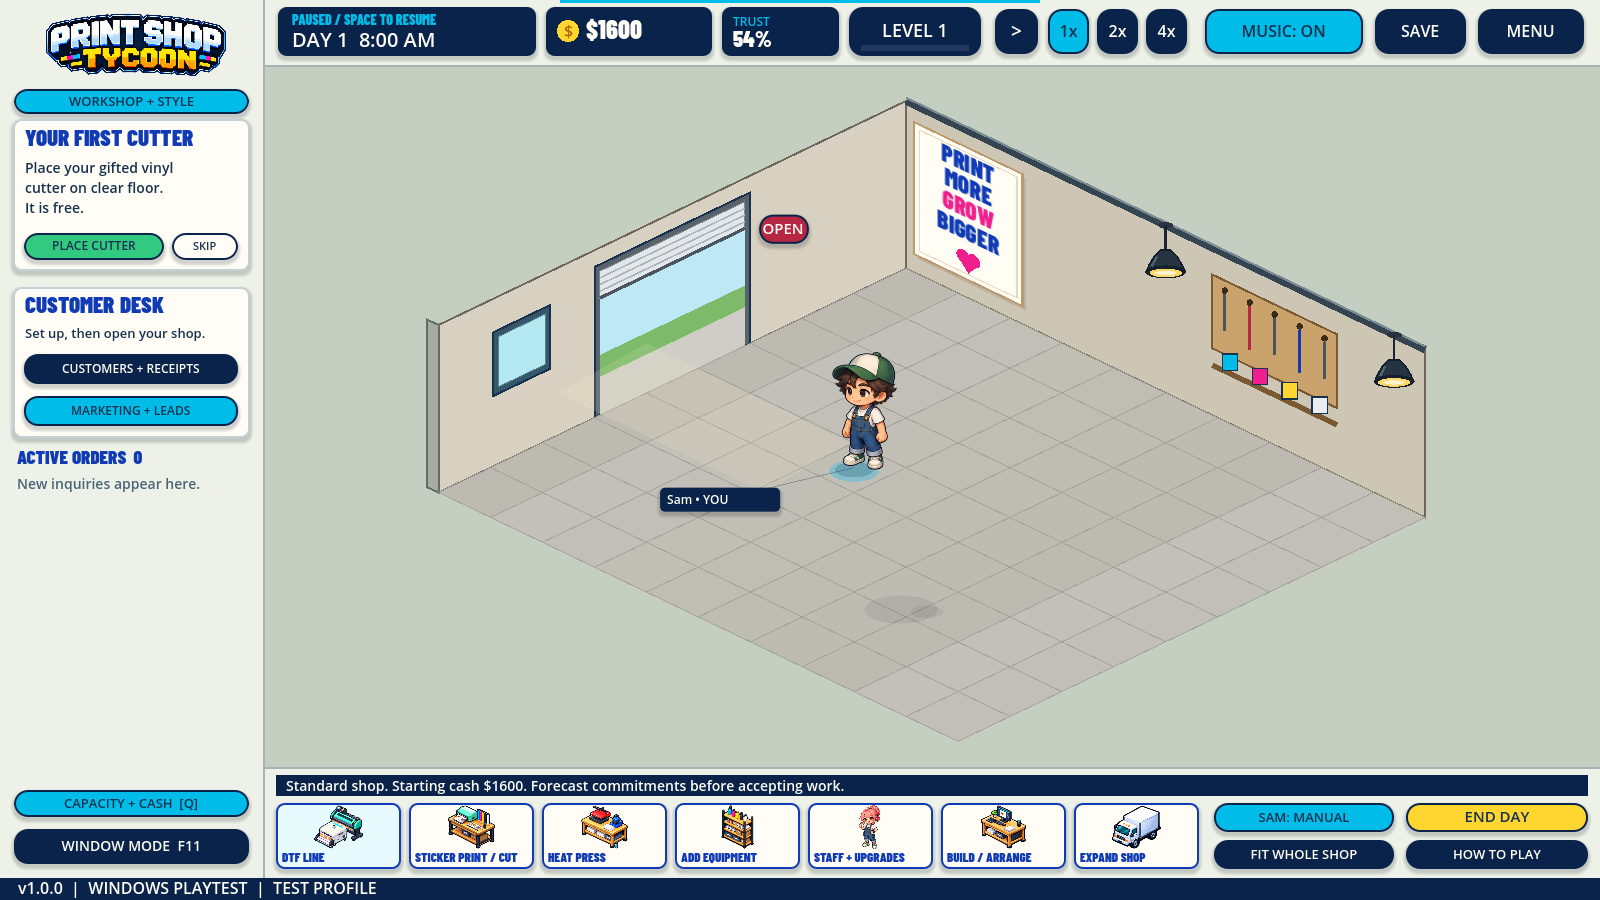 PRINT SHOP
TYCOON
WORKSHOP + STYLE
YOUR FIRST CUTTER
Place your gifted vinyl
cutter on clear floor.
It is free.
PLACE CUTTER
SKIP
CUSTOMER DESK
Set up, then open your shop.
CUSTOMERS + RECEIPTS
MARKETING + LEADS
ACTIVE ORDERS 0
New inquiries appear here.
CAPACITY + CASH [Q]
WINDOW MODE F11
PAUSED / SPACE TO RESUME
DAY 1 8:00 AM
$ $1600
TRUST
54%
LEVEL 1
>
1x
2x
4x
MUSIC: ON
SAVE
MENU
OPEN
PRINT
MORE
GROW
BIGGER
Sam • YOU
Standard shop. Starting cash $1600. Forecast commitments before accepting work.
DTF LINE
STICKER PRINT / CUT
HEAT PRESS
ADD EQUIPMENT
STAFF + UPGRADES
BUILD / ARRANGE
EXPAND SHOP
SAM: MANUAL
END DAY
FIT WHOLE SHOP
HOW TO PLAY
v1.0.0 | WINDOWS PLAYTEST | TEST PROFILE